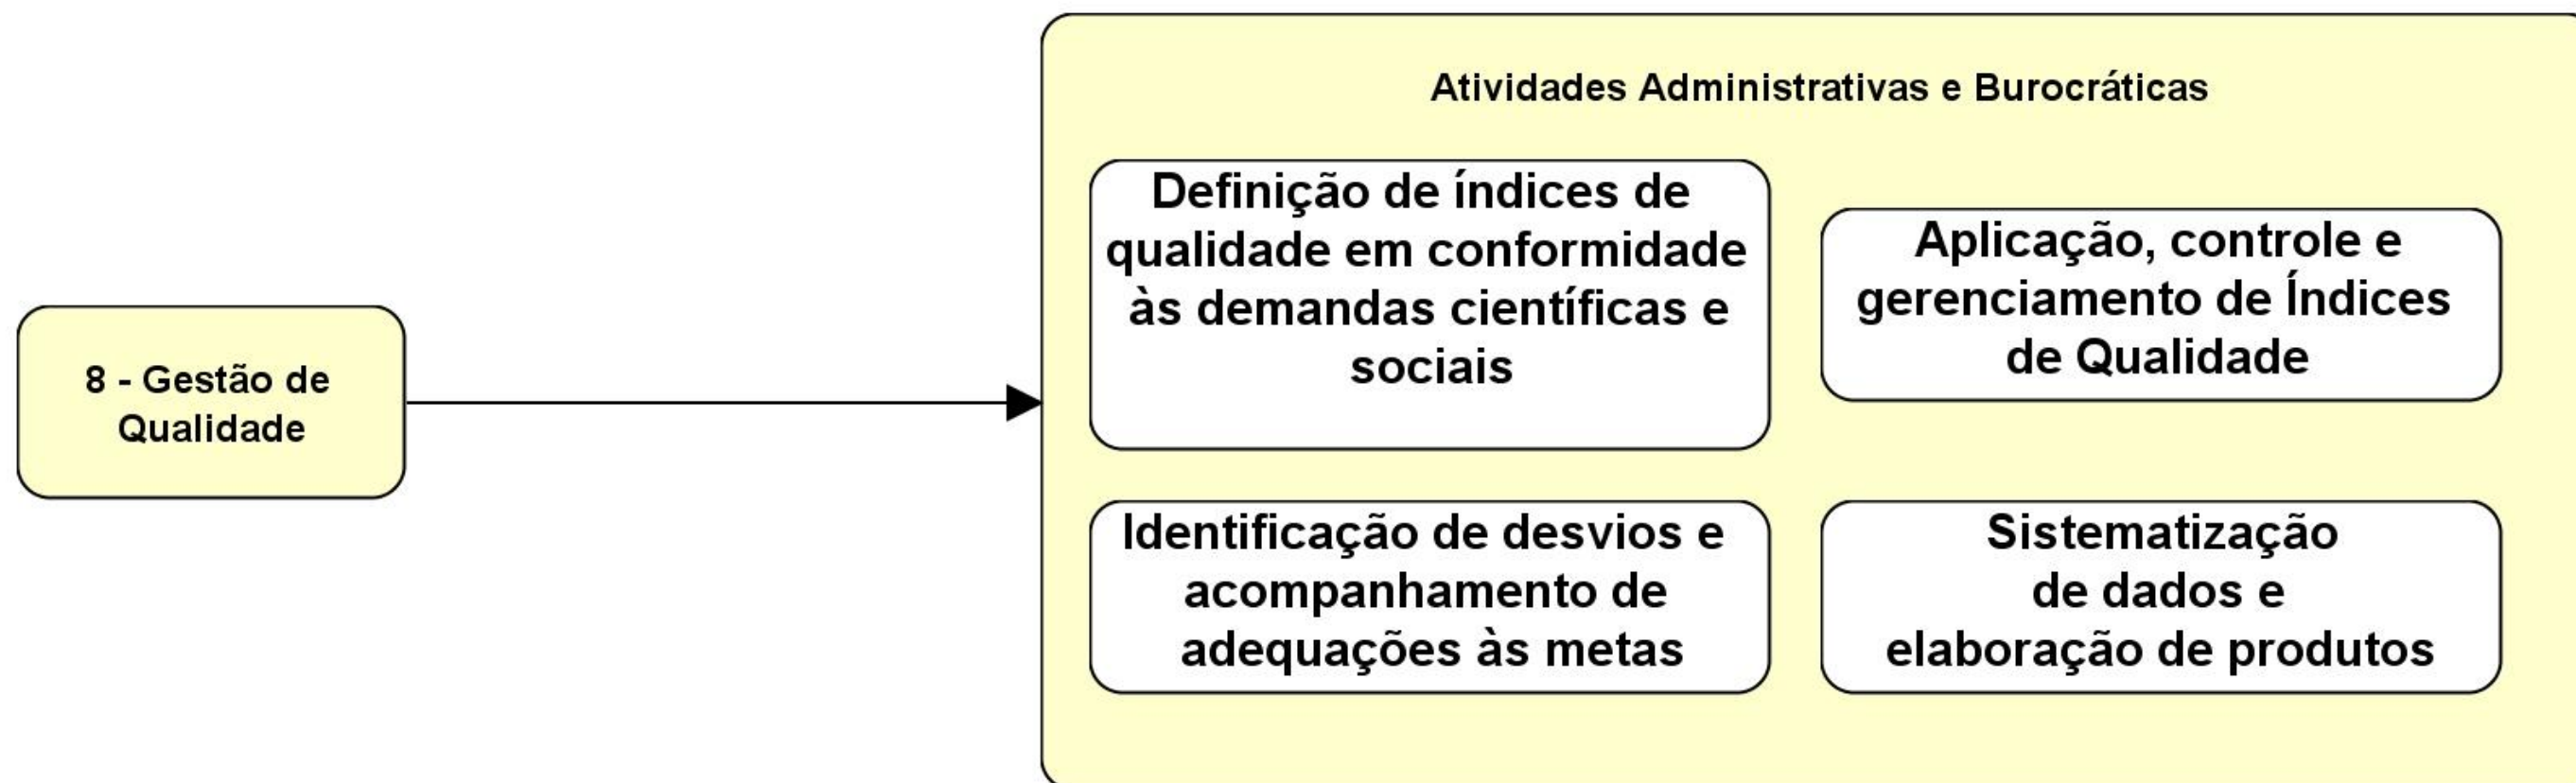 Atividades Administrativas e Burocráticas
Definição de índices de
qualidade em conformidade
às demandas científicas e
sociais
Aplicação, controle e
gerenciamento de Índices
de Qualidade
8 - Gestão de
Qualidade
Identificação de desvios e
acompanhamento de
adequações às metas
Sistematização
de dados e
elaboração de produtos